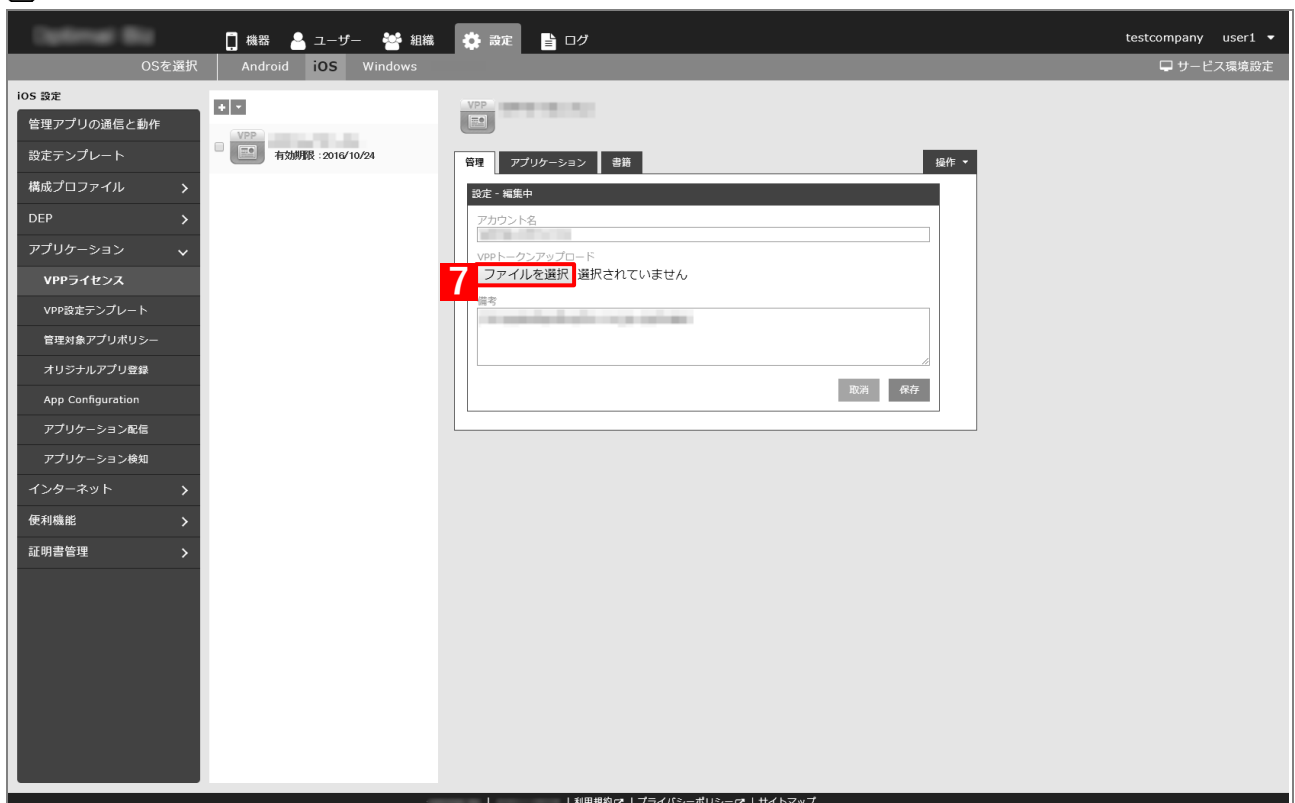 機器 ユーザー 組織 設定 ログ testcompany user1
OSを選択 Android iOS Windows サービス環境設定
iOS 設定
管理アプリの通信と動作
設定テンプレート
構成プロファイル
DEP
アプリケーション
VPPライセンス
VPP設定テンプレート
管理対象アプリポリシー
オリジナルアプリ登録
App Configuration
アプリケーション配信
アプリケーション検知
インターネット
便利機能
証明書管理
VPP
有効期限 : 2016/10/24
VPP
管理 アプリケーション 書籍 操作
設定 - 編集中
アカウント名
VPPトークンアップロード
7 ファイルを選択 選択されていません
備考
取消 保存
| | 利用規約 | プライバシーポリシー | サイトマップ